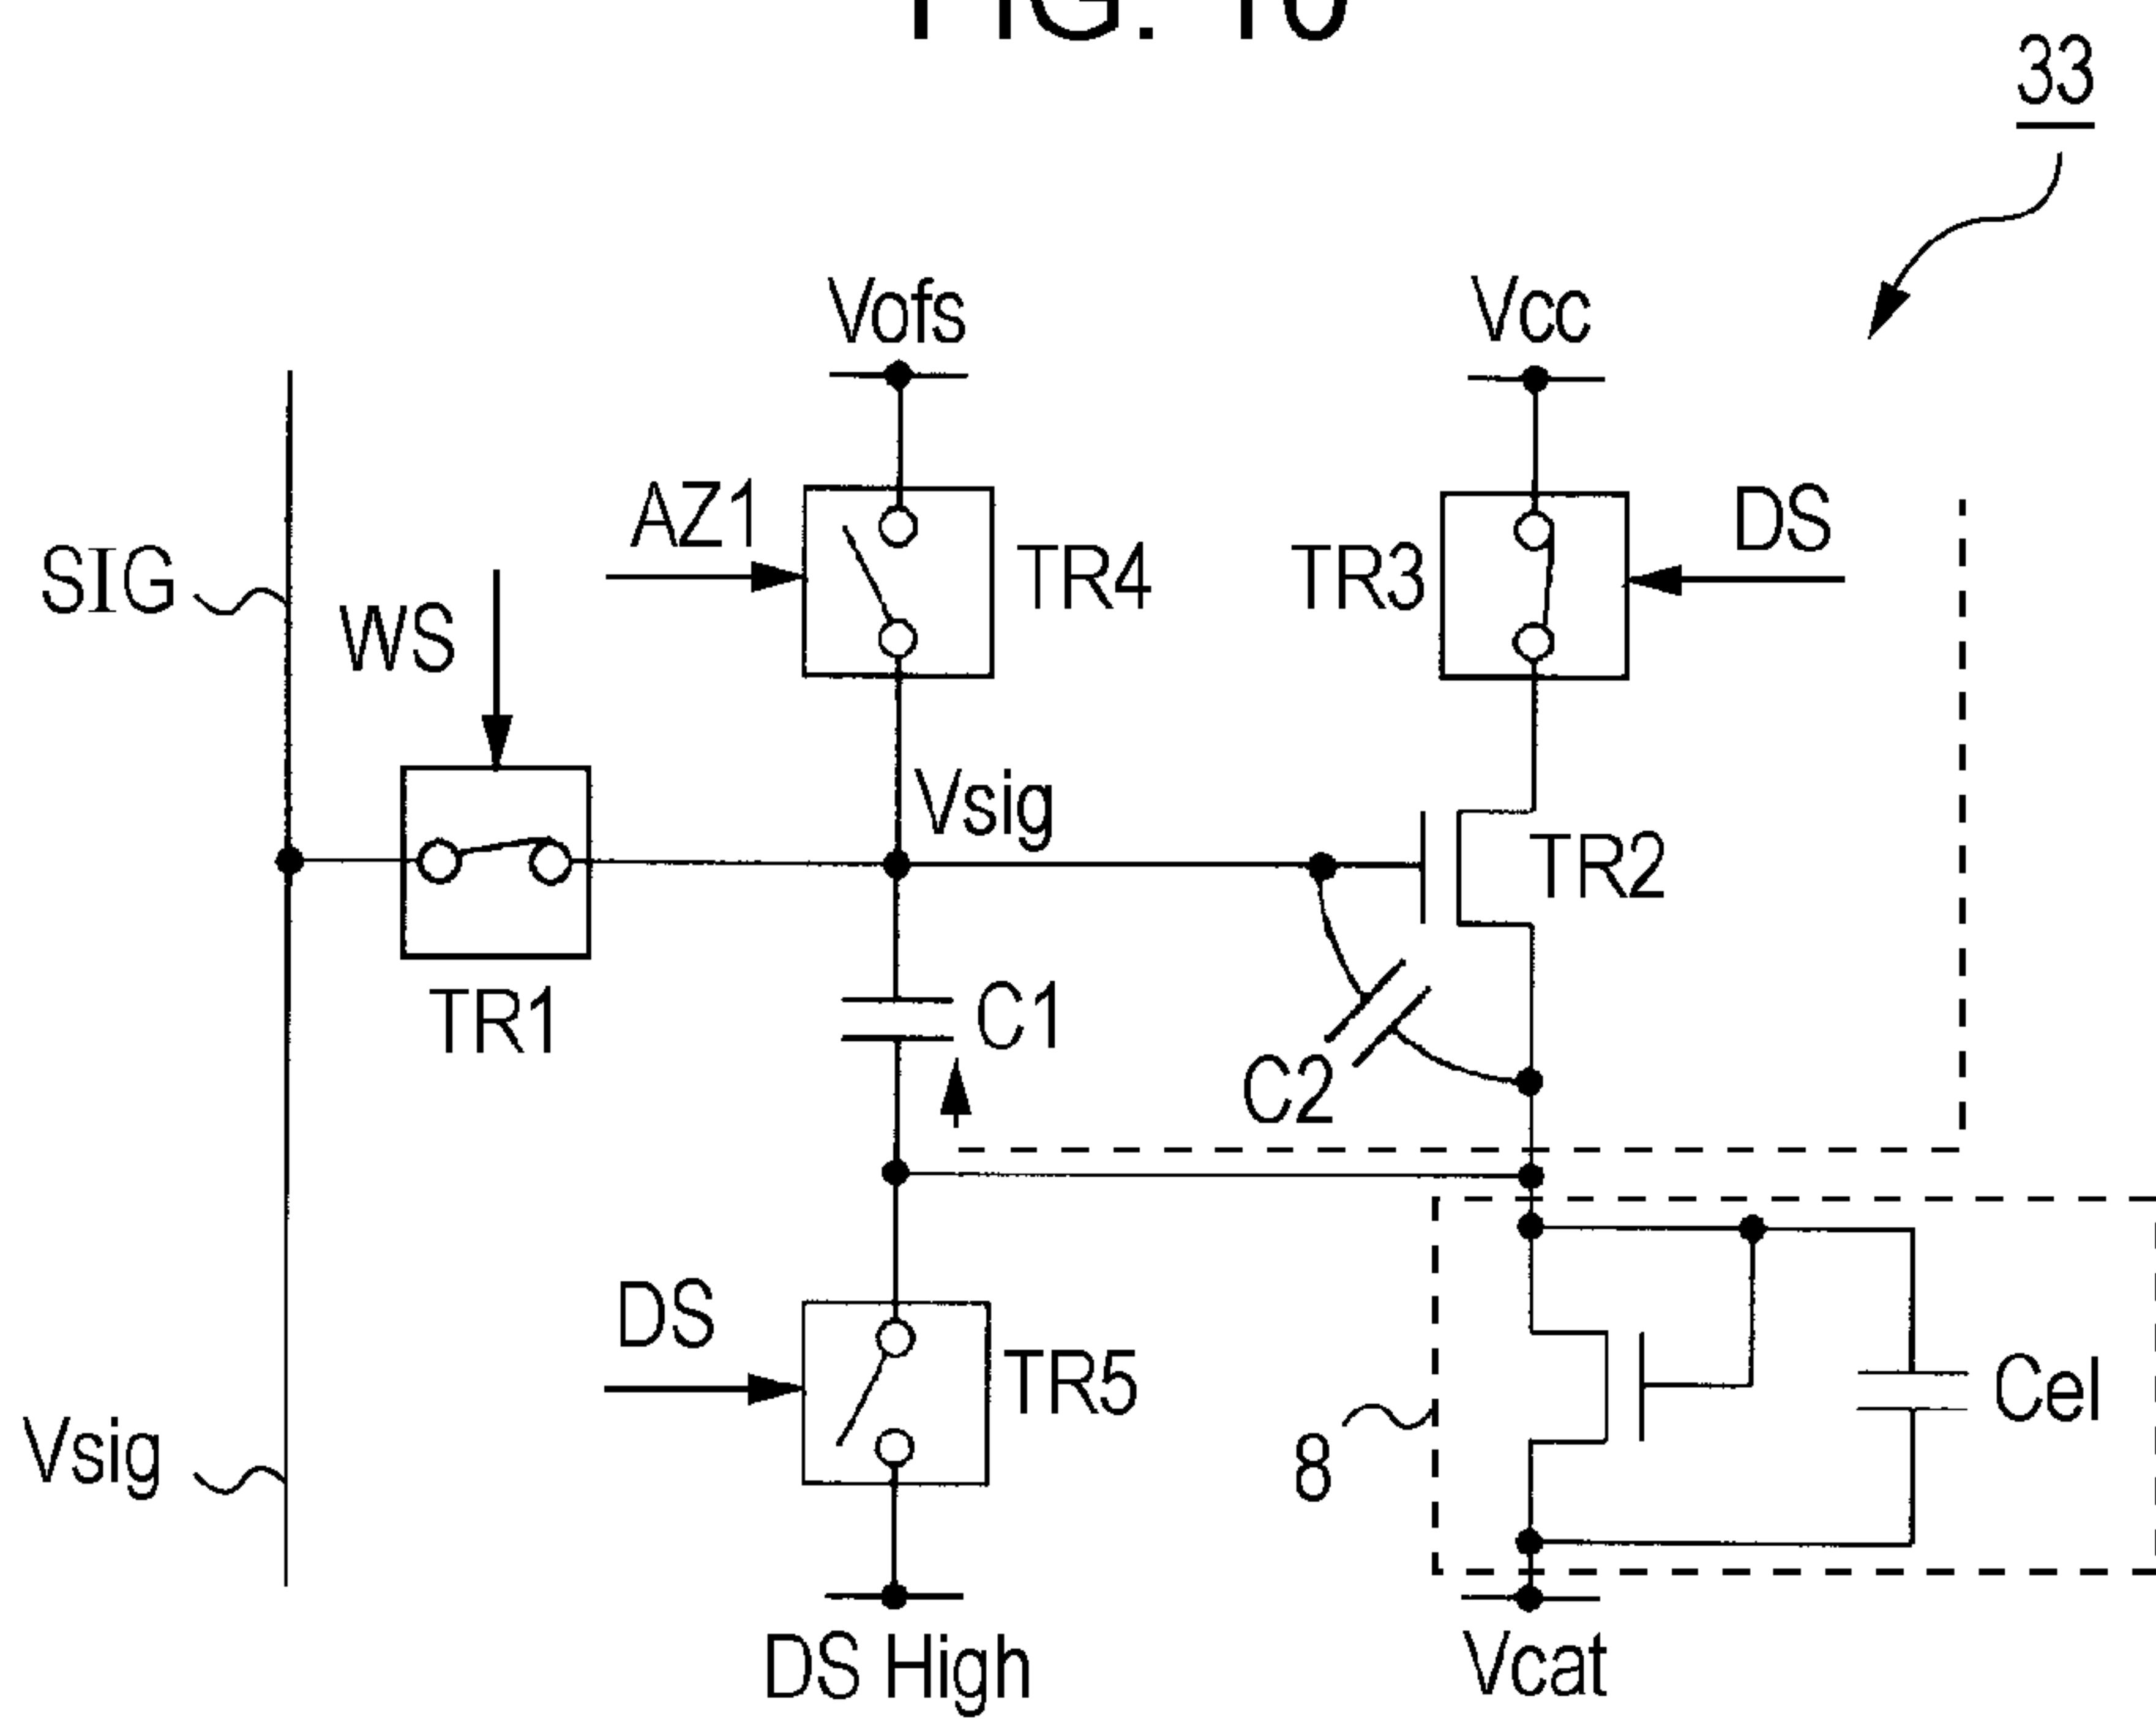 33
Vofs
Vcc
AZ1
DS
SIG
TR4
TR3
WS
Vsig
TR2
TR1
C1
C2
DS
TR5
Cel
Vsig
8
DS High
Vcat